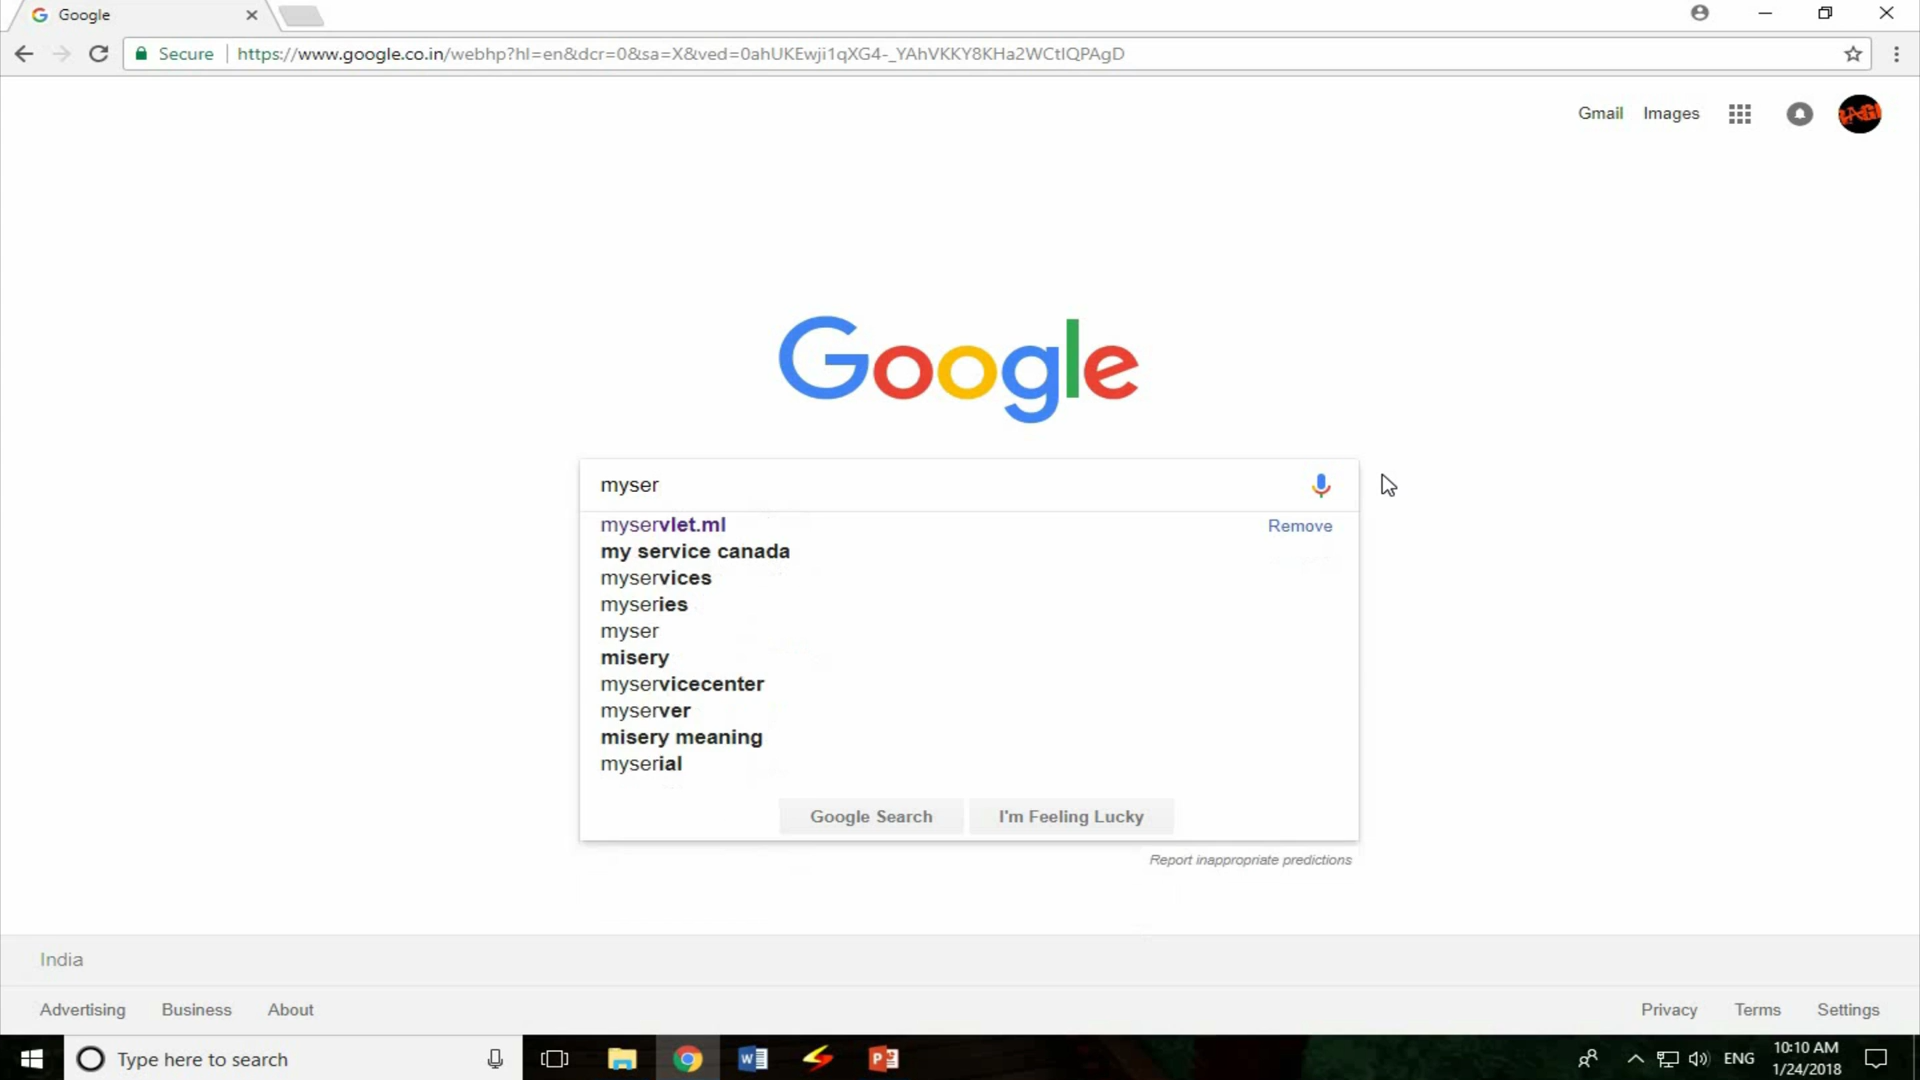 Google
Secure https://www.google.co.in/webhp?hl=en&dcr=0&sa=X&ved=0ahUKEwji1qXG4-_YAhVKKY8KHa2WCtIQPAgD
Gmail Images
Google
myser
myservlet.ml Remove
my service canada
myservices
myseries
myser
misery
myservicecenter
myserver
misery meaning
myserial
Google Search I'm Feeling Lucky
Report inappropriate predictions
India
Advertising Business About Privacy Terms Settings
Type here to search ENG 10:10 AM
1/24/2018